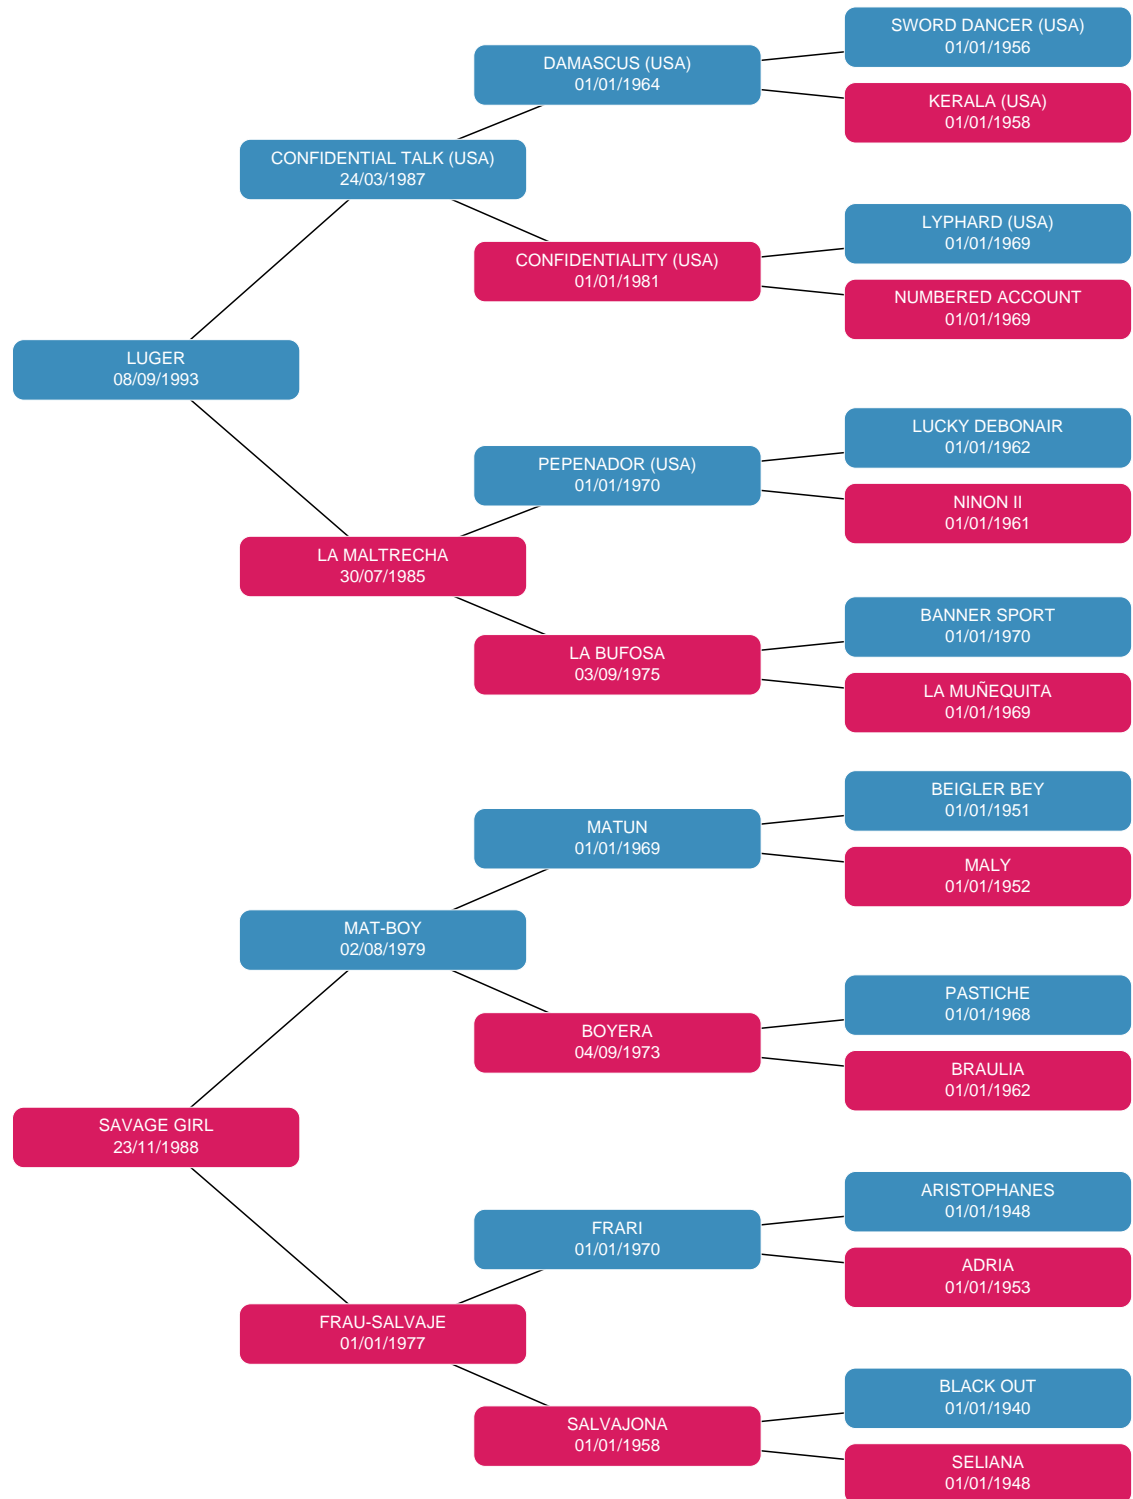 SWORD DANCER (USA)
01/01/1956
DAMASCUS (USA)
01/01/1964
KERALA (USA)
01/01/1958
CONFIDENTIAL TALK (USA)
24/03/1987
LYPHARD (USA)
01/01/1969
CONFIDENTIALITY (USA)
01/01/1981
NUMBERED ACCOUNT
01/01/1969
LUGER
08/09/1993
LUCKY DEBONAIR
01/01/1962
PEPENADOR (USA)
01/01/1970
NINON II
01/01/1961
LA MALTRECHA
30/07/1985
BANNER SPORT
01/01/1970
LA BUFOSA
03/09/1975
LA MUÑEQUITA
01/01/1969
BEIGLER BEY
01/01/1951
MATUN
01/01/1969
MALY
01/01/1952
MAT-BOY
02/08/1979
PASTICHE
01/01/1968
BOYERA
04/09/1973
BRAULIA
01/01/1962
SAVAGE GIRL
23/11/1988
ARISTOPHANES
01/01/1948
FRARI
01/01/1970
ADRIA
01/01/1953
FRAU-SALVAJE
01/01/1977
BLACK OUT
01/01/1940
SALVAJONA
01/01/1958
SELIANA
01/01/1948